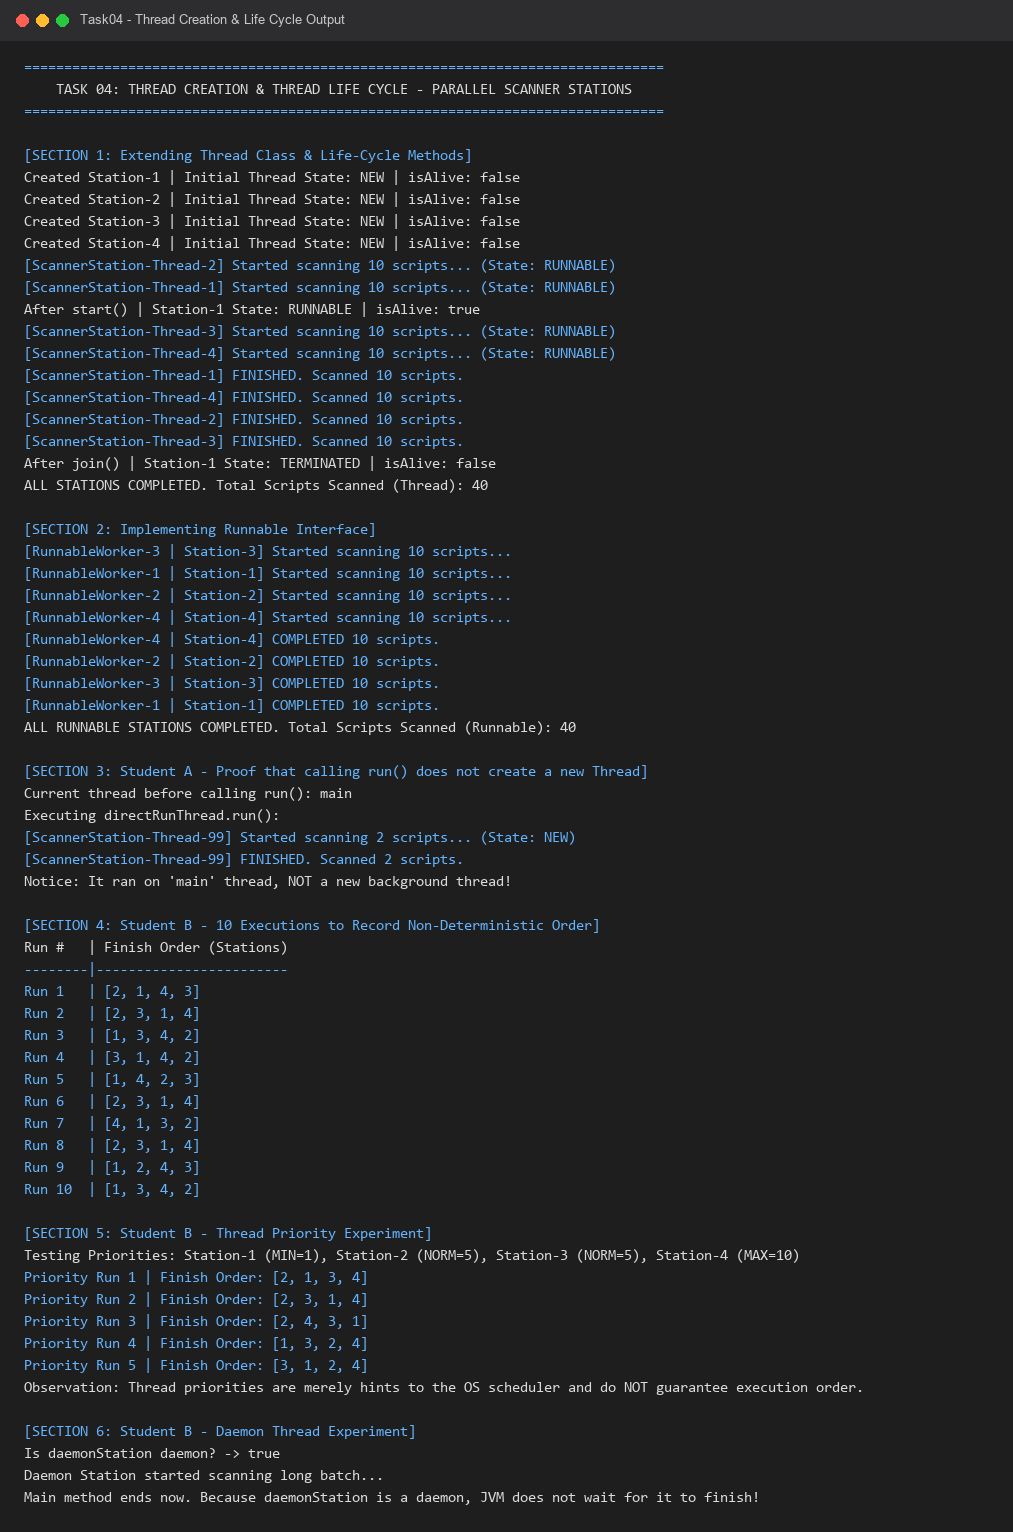 Task04 - Thread Creation & Life Cycle Output
================================================================================
    TASK 04: THREAD CREATION & THREAD LIFE CYCLE - PARALLEL SCANNER STATIONS
================================================================================

[SECTION 1: Extending Thread Class & Life-Cycle Methods]
Created Station-1 | Initial Thread State: NEW | isAlive: false
Created Station-2 | Initial Thread State: NEW | isAlive: false
Created Station-3 | Initial Thread State: NEW | isAlive: false
Created Station-4 | Initial Thread State: NEW | isAlive: false
[ScannerStation-Thread-2] Started scanning 10 scripts... (State: RUNNABLE)
[ScannerStation-Thread-1] Started scanning 10 scripts... (State: RUNNABLE)
After start() | Station-1 State: RUNNABLE | isAlive: true
[ScannerStation-Thread-3] Started scanning 10 scripts... (State: RUNNABLE)
[ScannerStation-Thread-4] Started scanning 10 scripts... (State: RUNNABLE)
[ScannerStation-Thread-1] FINISHED. Scanned 10 scripts.
[ScannerStation-Thread-4] FINISHED. Scanned 10 scripts.
[ScannerStation-Thread-2] FINISHED. Scanned 10 scripts.
[ScannerStation-Thread-3] FINISHED. Scanned 10 scripts.
After join() | Station-1 State: TERMINATED | isAlive: false
ALL STATIONS COMPLETED. Total Scripts Scanned (Thread): 40

[SECTION 2: Implementing Runnable Interface]
[RunnableWorker-3 | Station-3] Started scanning 10 scripts...
[RunnableWorker-1 | Station-1] Started scanning 10 scripts...
[RunnableWorker-2 | Station-2] Started scanning 10 scripts...
[RunnableWorker-4 | Station-4] Started scanning 10 scripts...
[RunnableWorker-4 | Station-4] COMPLETED 10 scripts.
[RunnableWorker-2 | Station-2] COMPLETED 10 scripts.
[RunnableWorker-3 | Station-3] COMPLETED 10 scripts.
[RunnableWorker-1 | Station-1] COMPLETED 10 scripts.
ALL RUNNABLE STATIONS COMPLETED. Total Scripts Scanned (Runnable): 40

[SECTION 3: Student A - Proof that calling run() does not create a new Thread]
Current thread before calling run(): main
Executing directRunThread.run():
[ScannerStation-Thread-99] Started scanning 2 scripts... (State: NEW)
[ScannerStation-Thread-99] FINISHED. Scanned 2 scripts.
Notice: It ran on 'main' thread, NOT a new background thread!

[SECTION 4: Student B - 10 Executions to Record Non-Deterministic Order]
Run #   | Finish Order (Stations)
--------|------------------------
Run 1   | [2, 1, 4, 3]
Run 2   | [2, 3, 1, 4]
Run 3   | [1, 3, 4, 2]
Run 4   | [3, 1, 4, 2]
Run 5   | [1, 4, 2, 3]
Run 6   | [2, 3, 1, 4]
Run 7   | [4, 1, 3, 2]
Run 8   | [2, 3, 1, 4]
Run 9   | [1, 2, 4, 3]
Run 10  | [1, 3, 4, 2]

[SECTION 5: Student B - Thread Priority Experiment]
Testing Priorities: Station-1 (MIN=1), Station-2 (NORM=5), Station-3 (NORM=5), Station-4 (MAX=10)
Priority Run 1 | Finish Order: [2, 1, 3, 4]
Priority Run 2 | Finish Order: [2, 3, 1, 4]
Priority Run 3 | Finish Order: [2, 4, 3, 1]
Priority Run 4 | Finish Order: [1, 3, 2, 4]
Priority Run 5 | Finish Order: [3, 1, 2, 4]
Observation: Thread priorities are merely hints to the OS scheduler and do NOT guarantee execution order.

[SECTION 6: Student B - Daemon Thread Experiment]
Is daemonStation daemon? -> true
Daemon Station started scanning long batch...
Main method ends now. Because daemonStation is a daemon, JVM does not wait for it to finish!